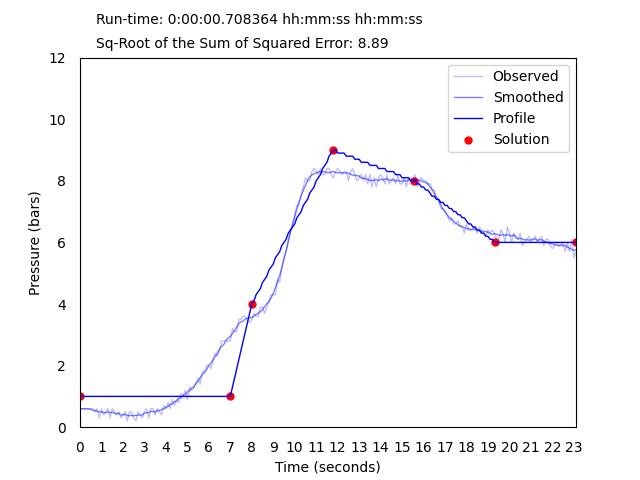 Run-time: 0:00:00.708364 hh:mm:ss hh:mm:ss
Sq-Root of the Sum of Squared Error: 8.89
12
10
8
6
4
2
0
Pressure (bars)
Observed
Smoothed
Profile
Solution
0 1 2 3 4 5 6 7 8 9 10 11 12 13 14 15 16 17 18 19 20 21 22 23
Time (seconds)